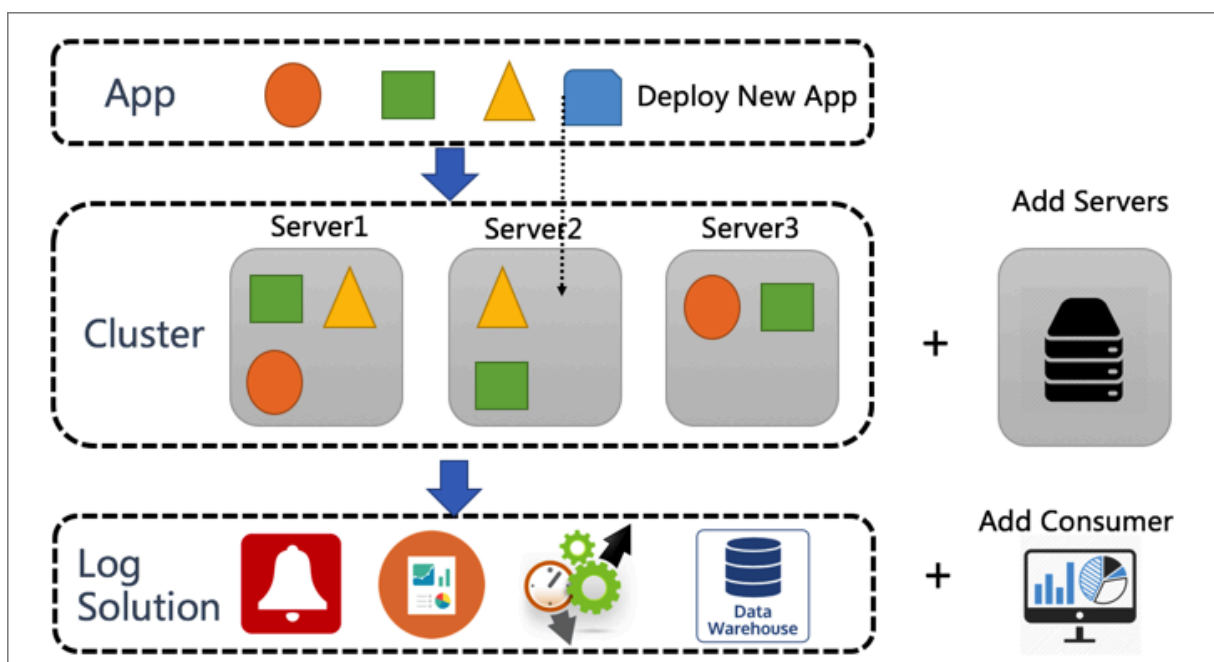 App
Deploy New App
Add Servers
Server1
Server2
Server3
Cluster
+
Add Consumer
Log
Solution
Data
Warehouse
+